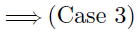 ⟹ (Case 3)